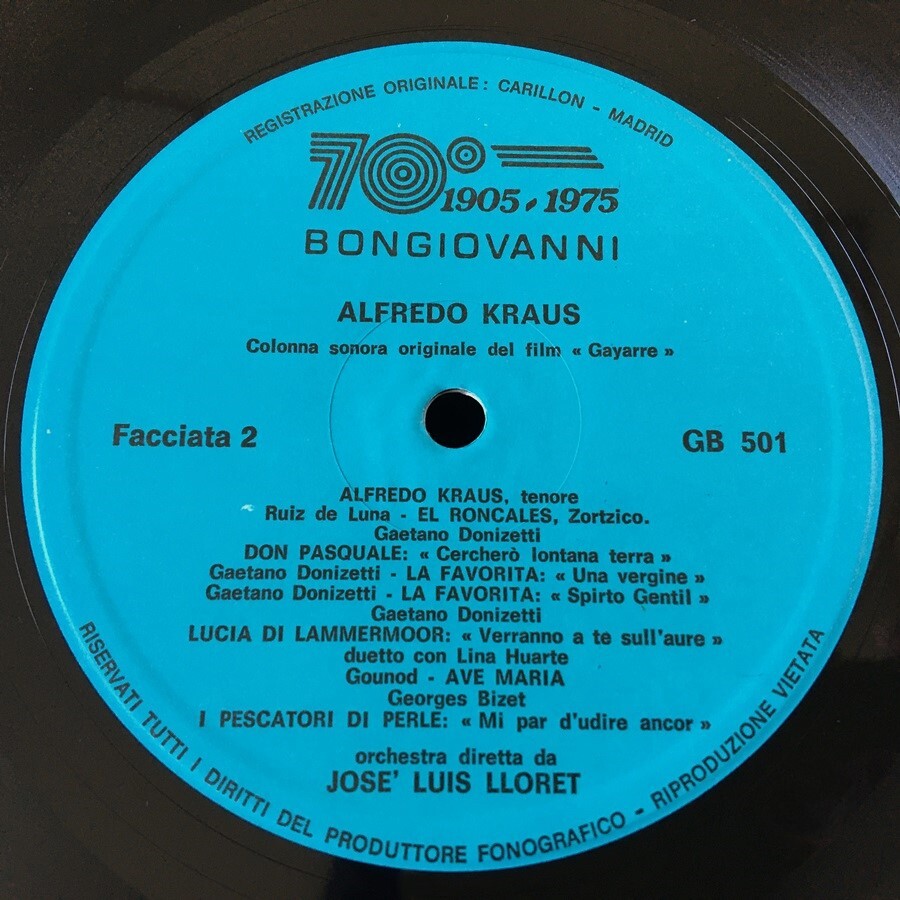 REGISTRAZIONE ORIGINALE: CARILLON - MADRID
70°
1905 - 1975
BONGIOVANNI
ALFREDO KRAUS
Colonna sonora originale del film « Gayarre »
Facciata 2
GB 501
ALFREDO KRAUS, tenore
Ruiz de Luna - EL RONCALES, Zortzico.
Gaetano Donizetti
DON PASQUALE: « Cercherò lontana terra »
Gaetano Donizetti - LA FAVORITA: « Una vergine »
Gaetano Donizetti - LA FAVORITA: « Spirto Gentil »
Gaetano Donizetti
LUCIA DI LAMMERMOOR: « Verranno a te sull'aure »
duetto con Lina Huarte
Gounod - AVE MARIA
Georges Bizet
I PESCATORI DI PERLE: « Mi par d'udire ancor »
orchestra diretta da
JOSE' LUIS LLORET
RISERVATI TUTTI I DIRITTI DEL PRODUTTORE FONOGRAFICO - RIPRODUZIONE VIETATA